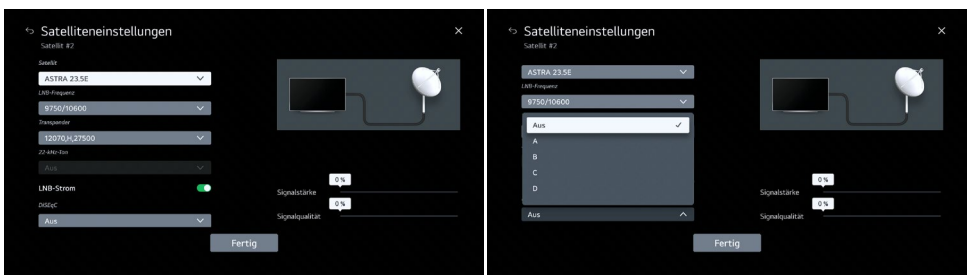 Satelliteneinstellungen
Satellit #2
Satellit
ASTRA 23.5E
LNB-Frequenz
9750/10600
Transponder
12070,H,27500
22-kHz-Ton
Aus
LNB-Strom
DiSEqC
Aus
0 %
Signalstärke
0 %
Signalqualität
Fertig
Satelliteneinstellungen
Satellit #2
ASTRA 23.5E
LNB-Frequenz
9750/10600
Aus
A
B
C
D
Aus
0 %
Signalstärke
0 %
Signalqualität
Fertig